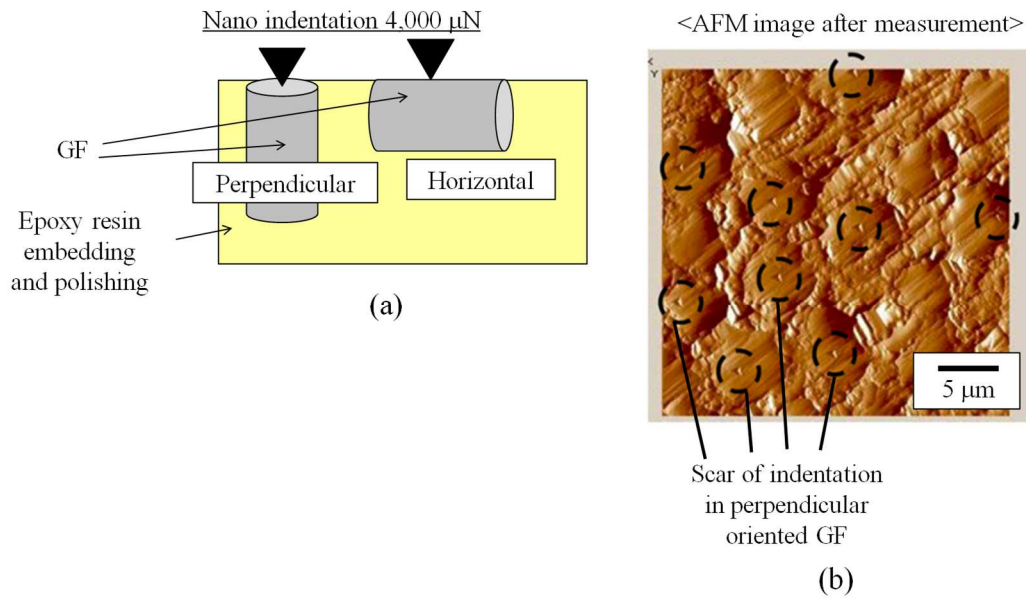 Nano indentation 4,000 μN
GF
Perpendicular
Horizontal
Epoxy resin
embedding
and polishing
(a)
<AFM image after measurement>
X
Y
5 μm
Scar of indentation
in perpendicular
oriented GF
(b)